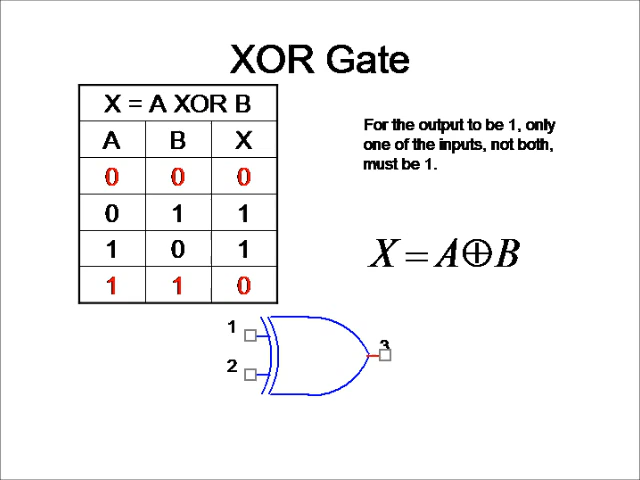 XOR Gate
X = A XOR B
A B X
0 0 0
0 1 1
1 0 1
1 1 0
For the output to be 1, only
one of the inputs, not both,
must be 1.
X = A⊕B
1
2
3